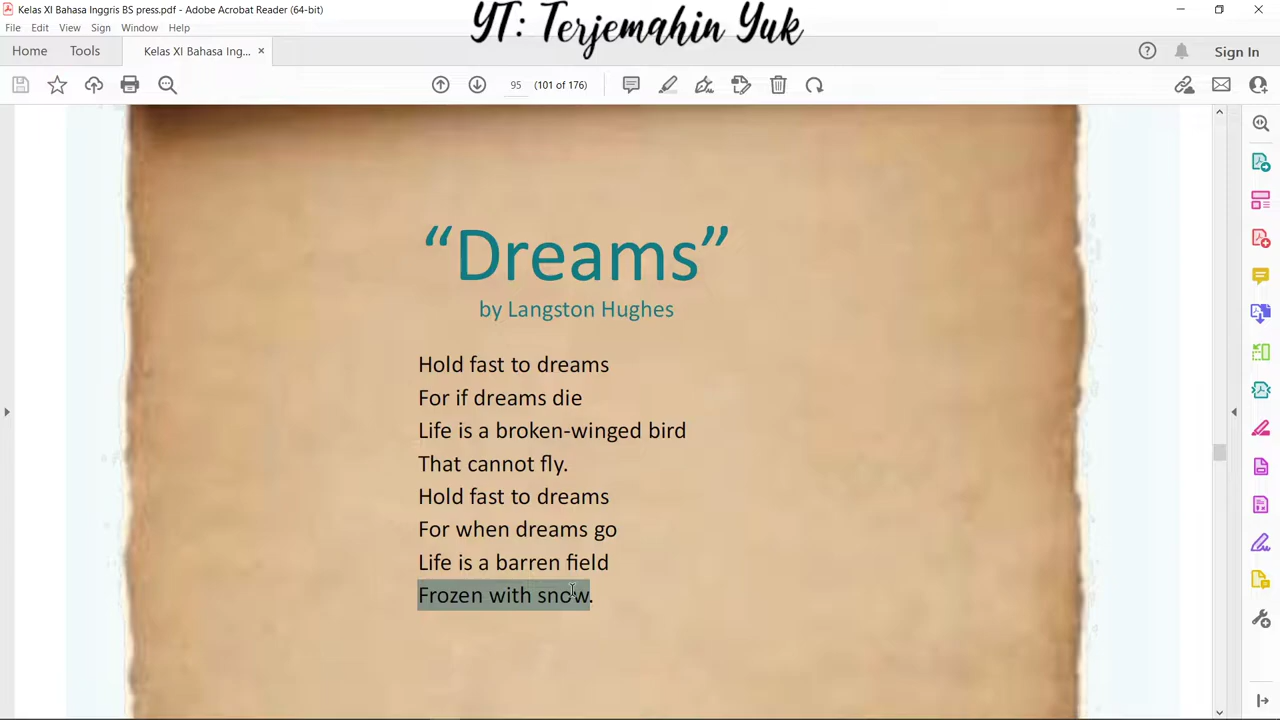 Kelas XI Bahasa Inggris BS press.pdf - Adobe Acrobat Reader (64-bit)
YT: Terjemahin Yuk
File Edit View Sign Window Help
Home Tools Kelas XI Bahasa Ing... × Sign In
95 (101 of 176)
“Dreams”
by Langston Hughes
Hold fast to dreams
For if dreams die
Life is a broken-winged bird
That cannot fly.
Hold fast to dreams
For when dreams go
Life is a barren field
Frozen with snow.